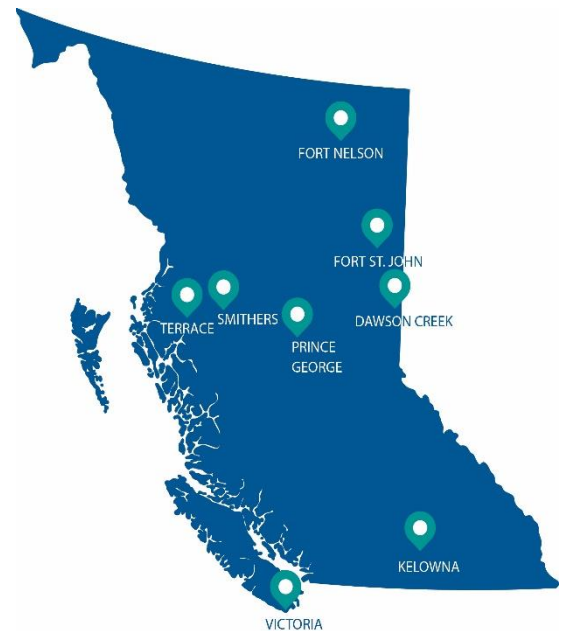 FORT NELSON
FORT ST. JOHN
DAWSON CREEK
SMITHERS
TERRACE
PRINCE
GEORGE
KELOWNA
VICTORIA